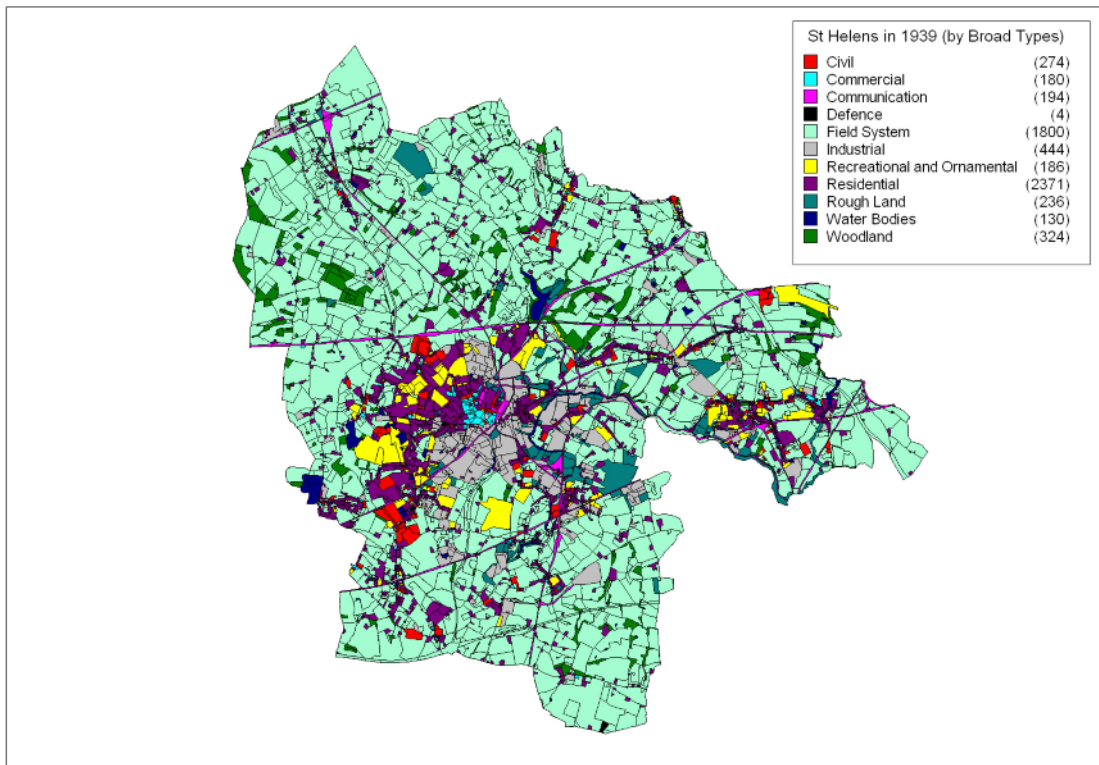 St Helens in 1939 (by Broad Types)
Civil (274)
Commercial (180)
Communication (194)
Defence (4)
Field System (1800)
Industrial (444)
Recreational and Ornamental (186)
Residential (2371)
Rough Land (236)
Water Bodies (130)
Woodland (324)